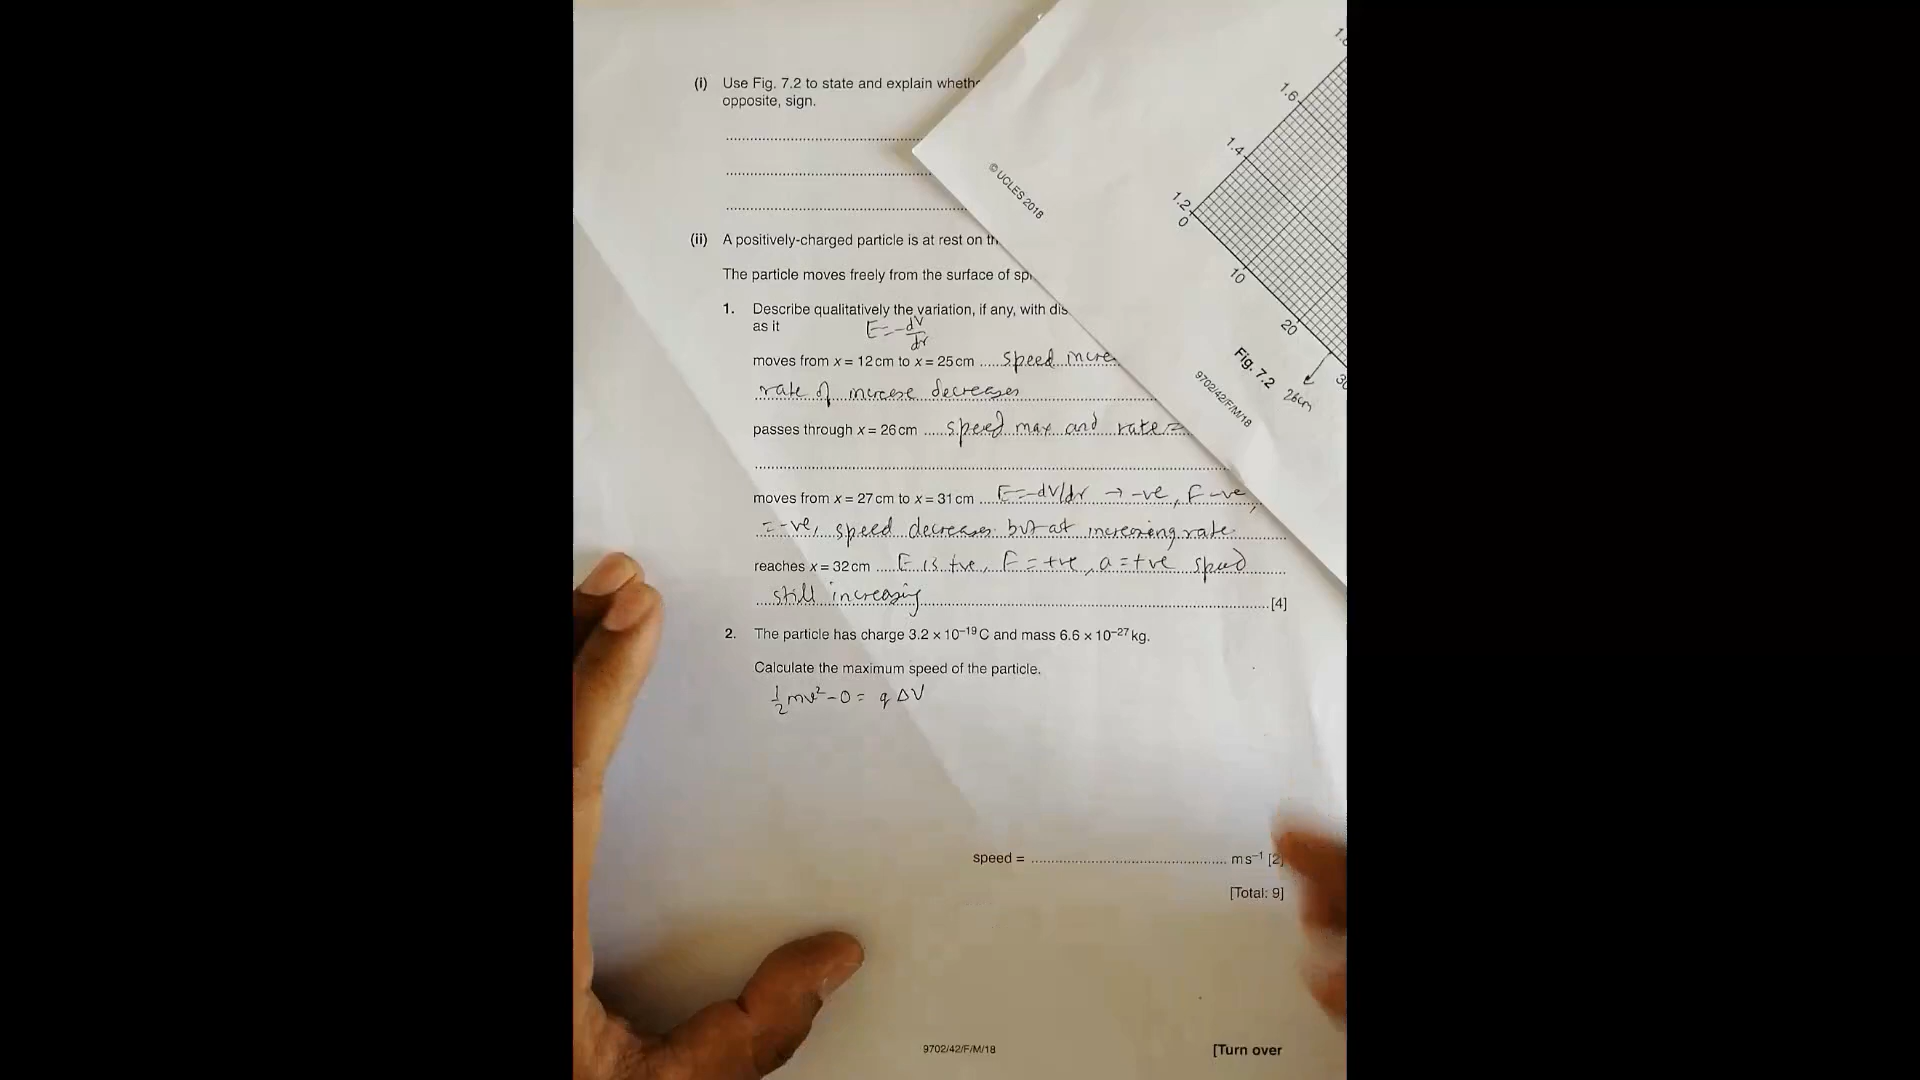 (i) Use Fig. 7.2 to state and explain
opposite, sign.
(ii) A positively-charged particle is at rest on
The particle moves freely from the surface of
1. Describe qualitatively the variation, if any, with
as it
E=-dV/dr
moves from x = 12 cm to x = 25 cm speed
rate of increase decreases
passes through x = 26 cm speed max and rate=
moves from x = 27 cm to x = 31 cm E=-dV/dr → -ve, F -ve,
=-ve, speed decreases but at increasing rate
reaches x = 32 cm E is +ve, F = +ve, a = +ve speed
still increasing [4]
2. The particle has charge 3.2 × 10⁻¹⁹ C and mass 6.6 × 10⁻²⁷ kg.
Calculate the maximum speed of the particle.
½mv² - 0 = q ΔV
speed = m s⁻¹ [2]
[Total: 9]
9702/42/F/M/18
[Turn over
© UCLES 2018
1.6
1.4
1.2
0
10
20
Fig. 7.2
26cm
9702/42/F/M/18